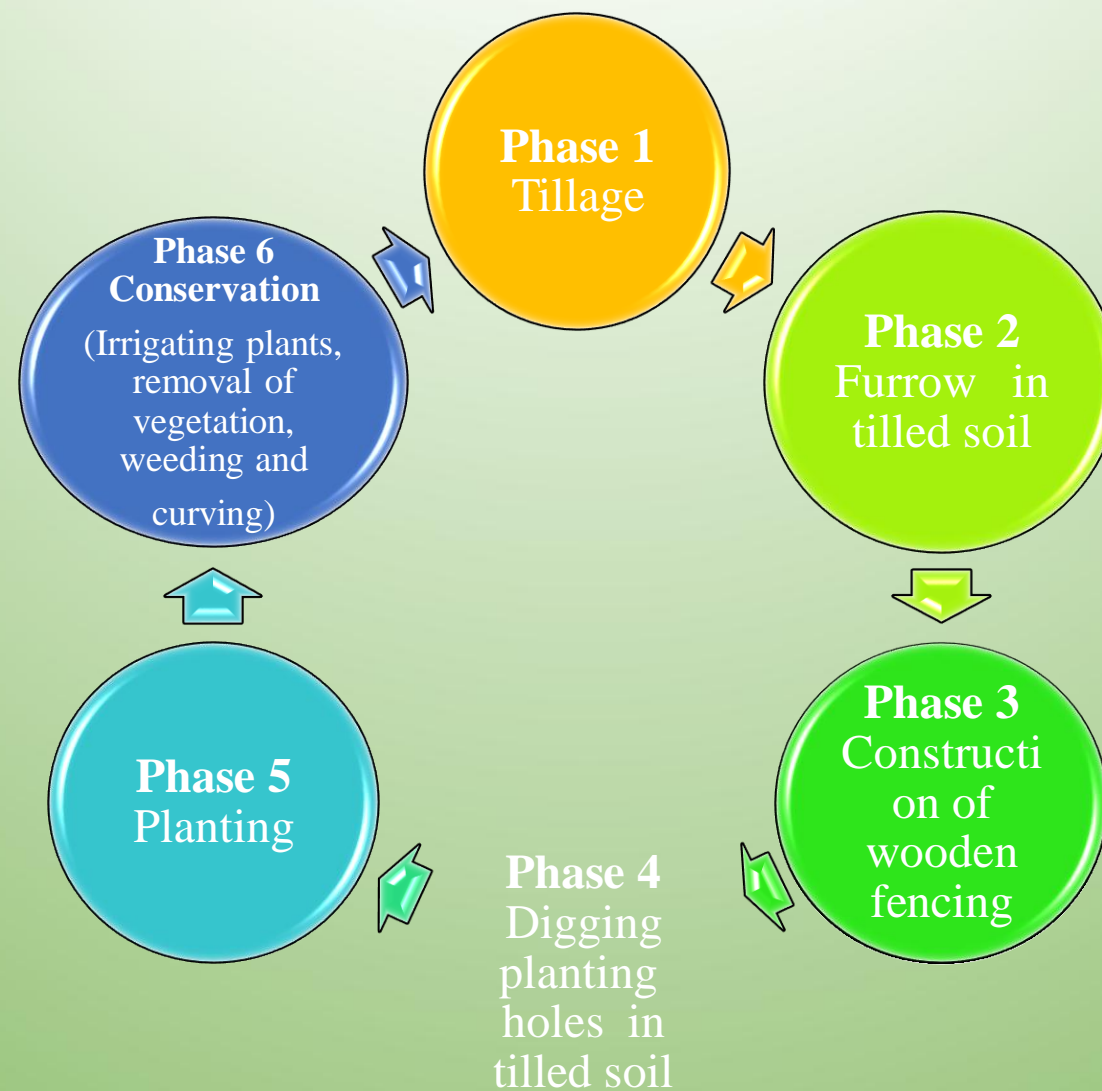 Phase 1
Tillage
Phase 2
Furrow in
tilled soil
Phase 3
Constructi
on of
wooden
fencing
Phase 4
Digging
planting
holes in
tilled soil
Phase 5
Planting
Phase 6
Conservation
(Irrigating plants,
removal of
vegetation,
weeding and
curving)